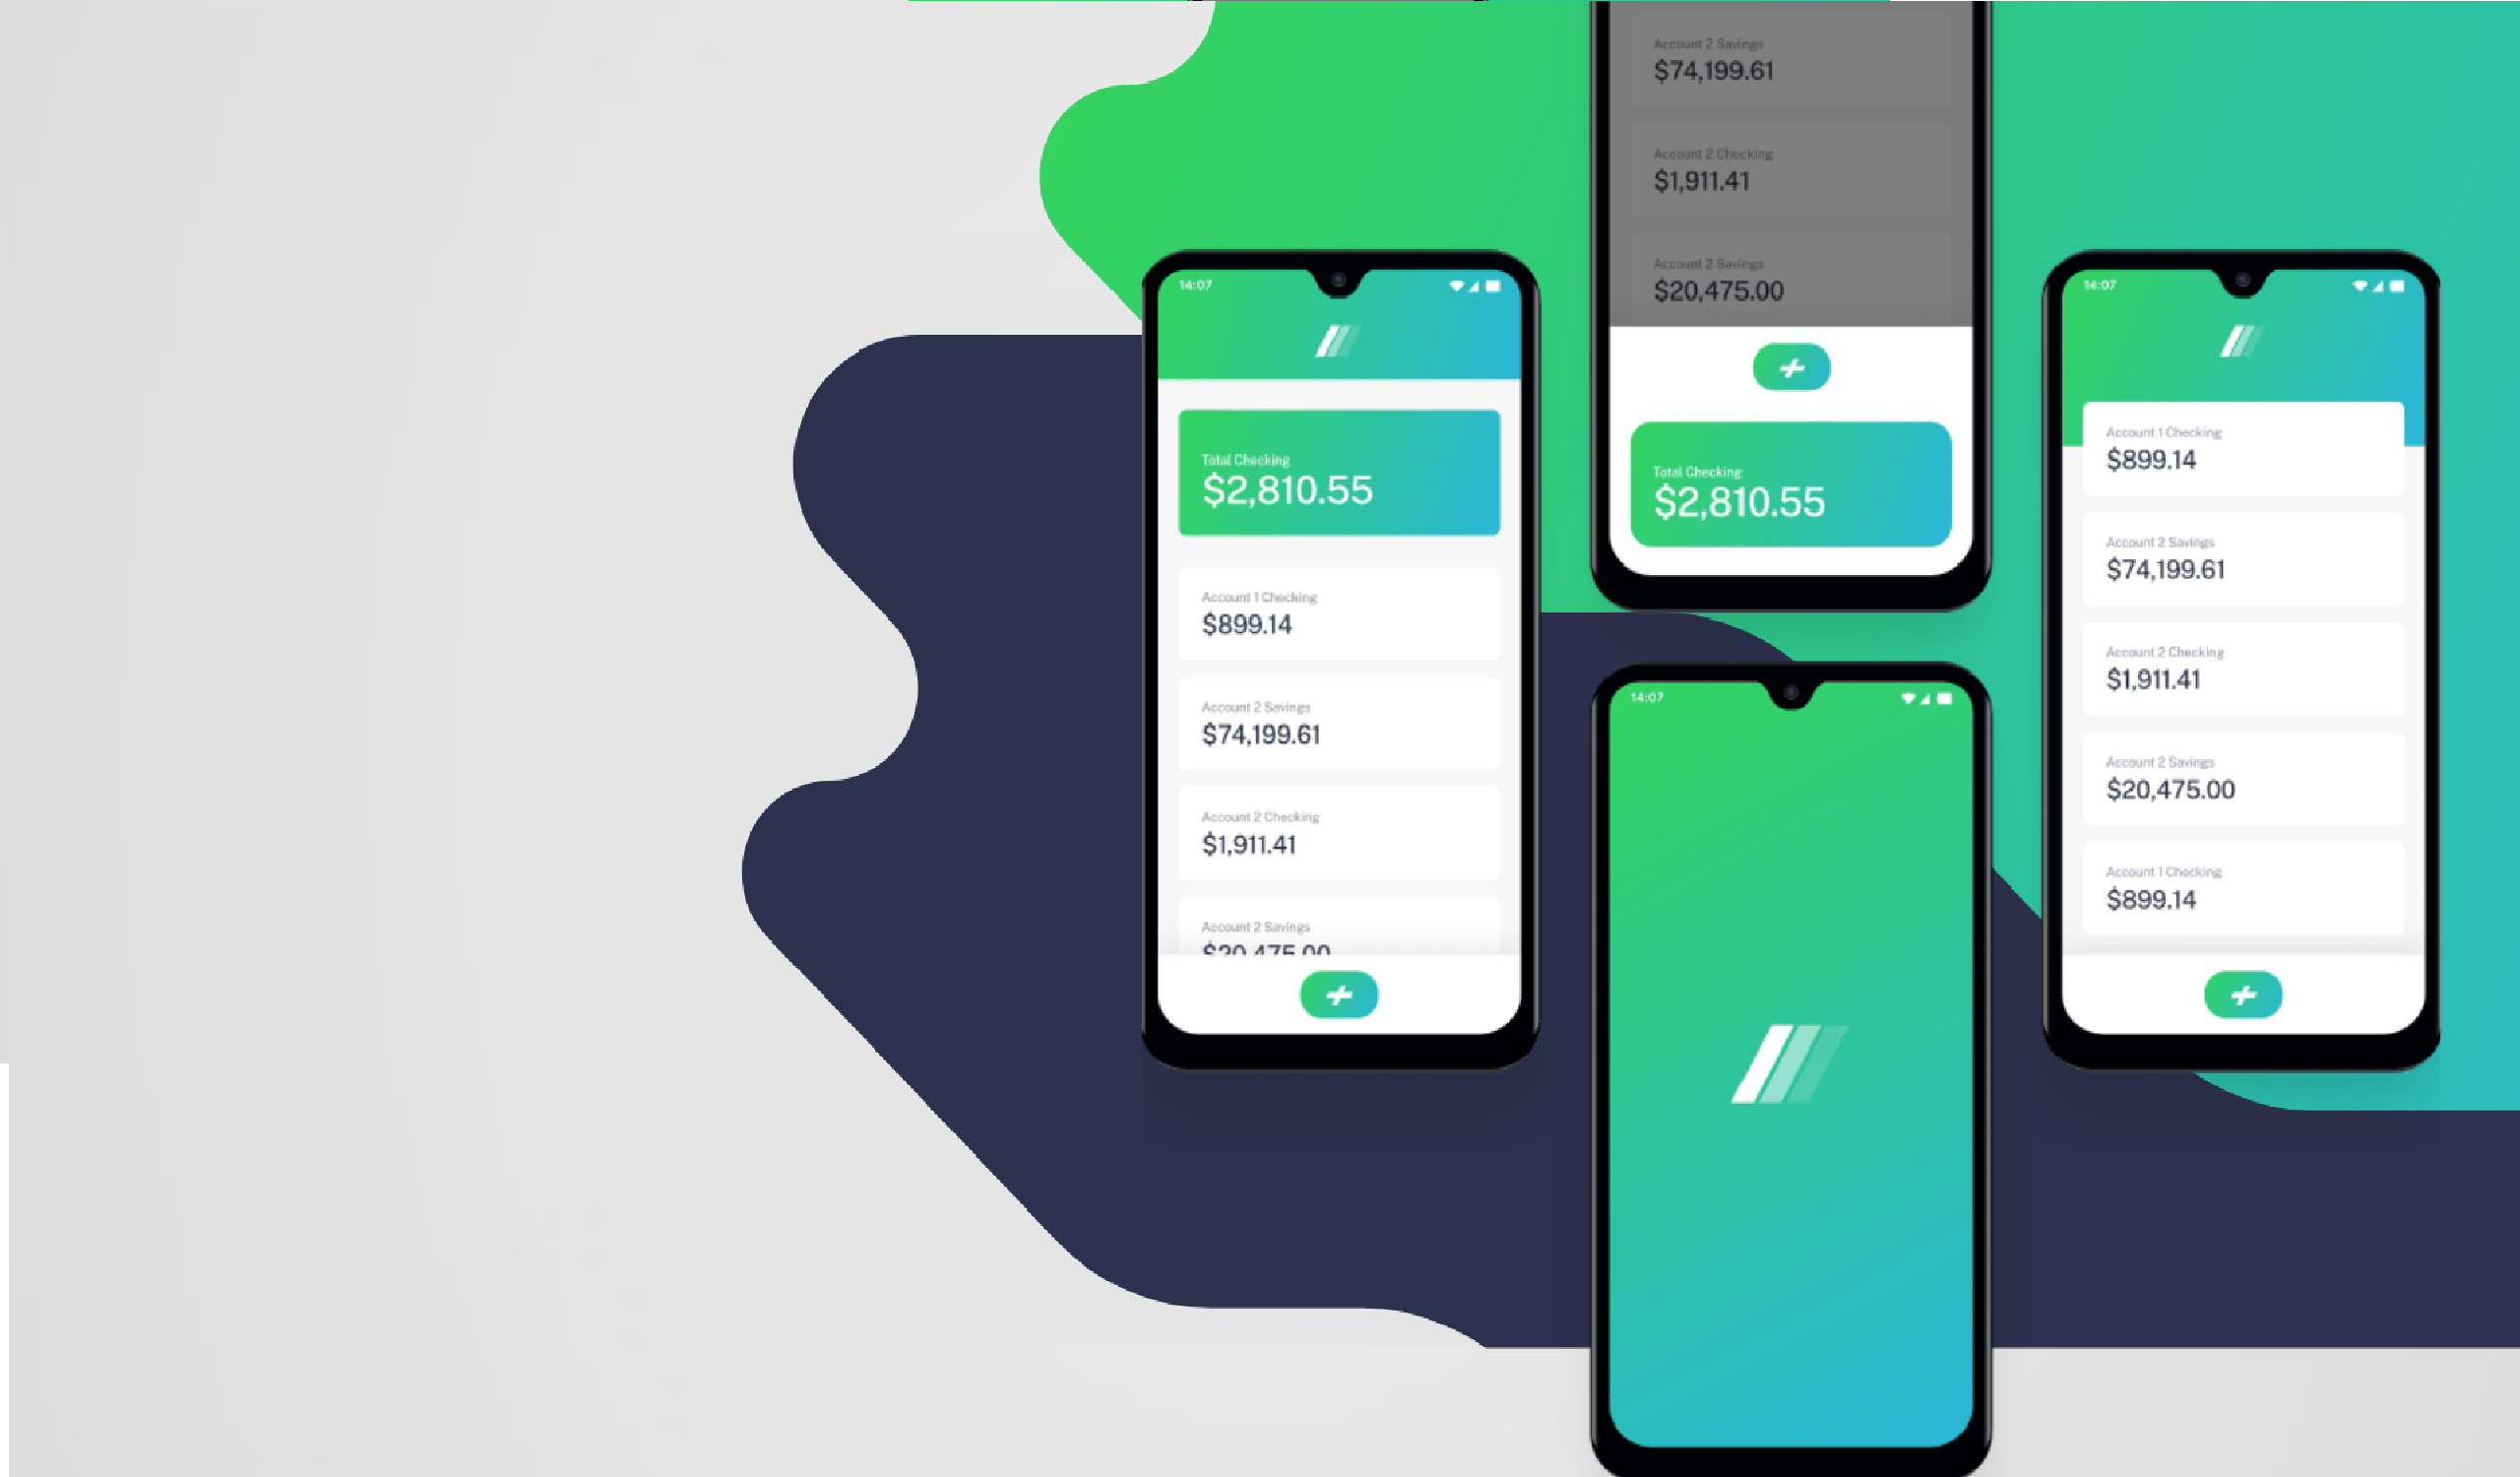 14:07
Total Checking
$2,810.55
Account 1 Checking
$899.14
Account 2 Savings
$74,199.61
Account 2 Checking
$1,911.41
Account 2 Savings
$20,475.00
Account 2 Savings
$74,199.61
Account 2 Checking
$1,911.41
Account 2 Savings
$20,475.00
Total Checking
$2,810.55
14:07
14:07
Account 1 Checking
$899.14
Account 2 Savings
$74,199.61
Account 2 Checking
$1,911.41
Account 2 Savings
$20,475.00
Account 1 Checking
$899.14